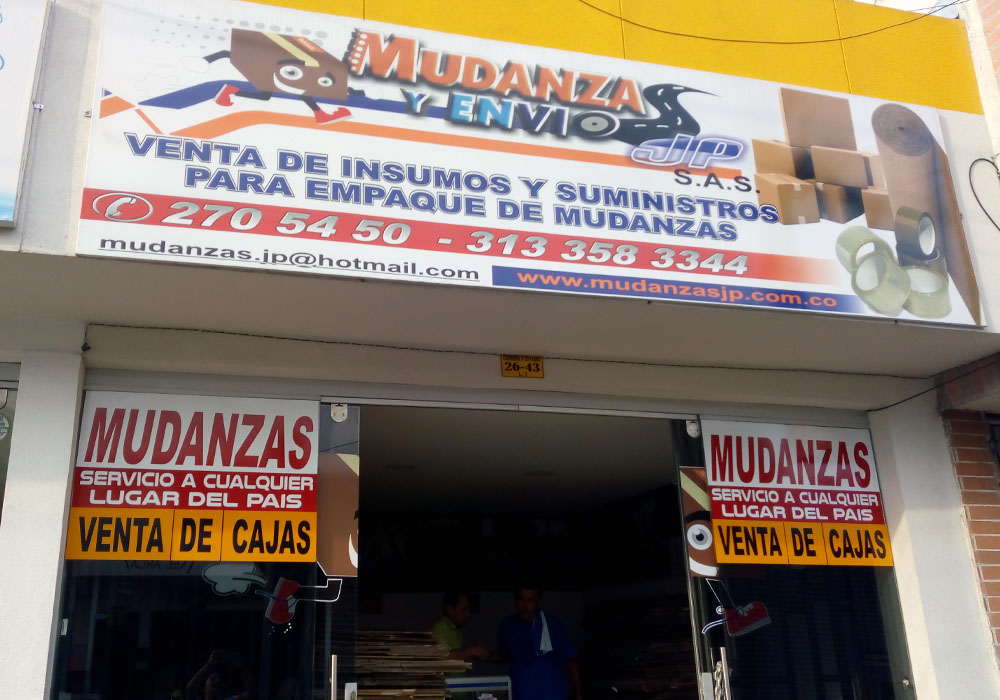 MUDANZA
Y ENVIO
JP
S.A.S.
VENTA DE INSUMOS Y SUMINISTROS
PARA EMPAQUE DE MUDANZAS
270 54 50 - 313 358 3344
mudanzas.jp@hotmail.com
www.mudanzasjp.com.co
26-43
MUDANZAS
SERVICIO A CUALQUIER
LUGAR DEL PAIS
VENTA DE CAJAS
MUDANZAS
SERVICIO A CUALQUIER
LUGAR DEL PAIS
VENTA DE CAJAS